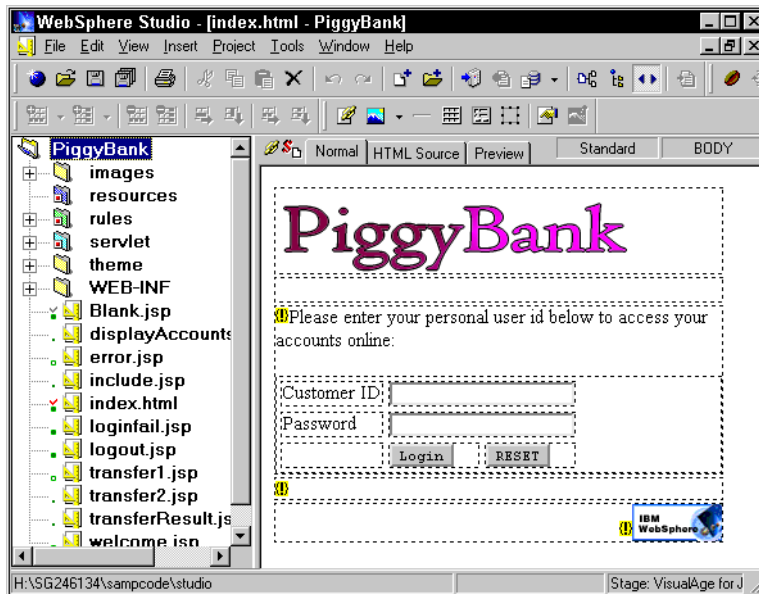 WebSphere Studio - [index.html - PiggyBank]
File Edit View Insert Project Tools Window Help
Normal HTML Source Preview Standard BODY
PiggyBank
images
resources
rules
servlet
theme
WEB-INF
Blank.jsp
displayAccounts
error.jsp
include.jsp
index.html
loginfail.jsp
logout.jsp
transfer1.jsp
transfer2.jsp
transferResult.js
welcome.jsp
PiggyBank
Please enter your personal user id below to access your
accounts online:
Customer ID
Password
Login RESET
IBM
WebSphere
H:\SG246134\sampcode\studio Stage: VisualAge for J